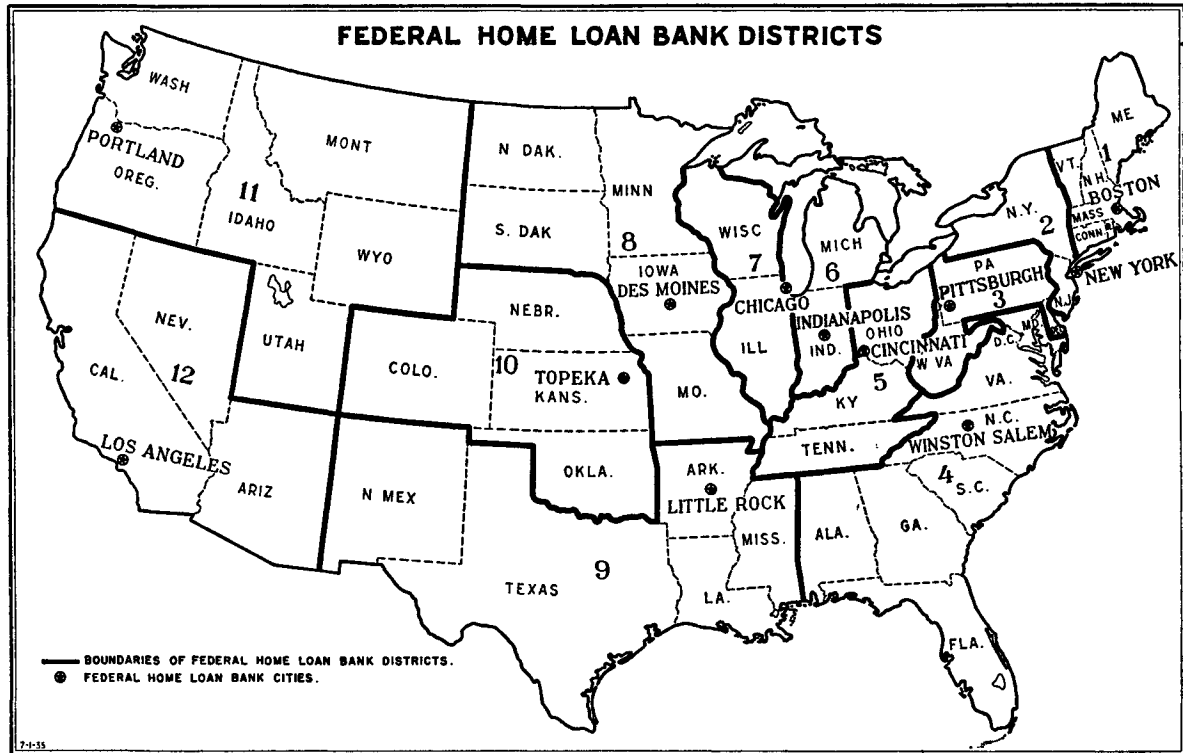 FEDERAL HOME LOAN BANK DISTRICTS
WASH
PORTLAND
OREG.
MONT
11
IDAHO
WYO
N DAK.
S. DAK
MINN
8
IOWA
DES MOINES
WISC
7
CHICAGO
ILL
MICH
6
INDIANAPOLIS
IND.
OHIO
CINCINNATI
5
KY
W VA
ME
1
VT.
N H.
BOSTON
MASS
CONN
N.Y.
2
NEW YORK
PA
PITTSBURGH
3
N.J.
MD.
D.C.
VA.
NEV.
UTAH
CAL.
12
LOS ANGELES
ARIZ
COLO.
NEBR.
10
TOPEKA
KANS.
MO.
OKLA.
N MEX
TEXAS
9
ARK.
LITTLE ROCK
LA.
MISS.
TENN.
N.C.
WINSTON SALEM
4
S.C.
ALA.
GA.
FLA.
BOUNDARIES OF FEDERAL HOME LOAN BANK DISTRICTS.
FEDERAL HOME LOAN BANK CITIES.
7-1-35